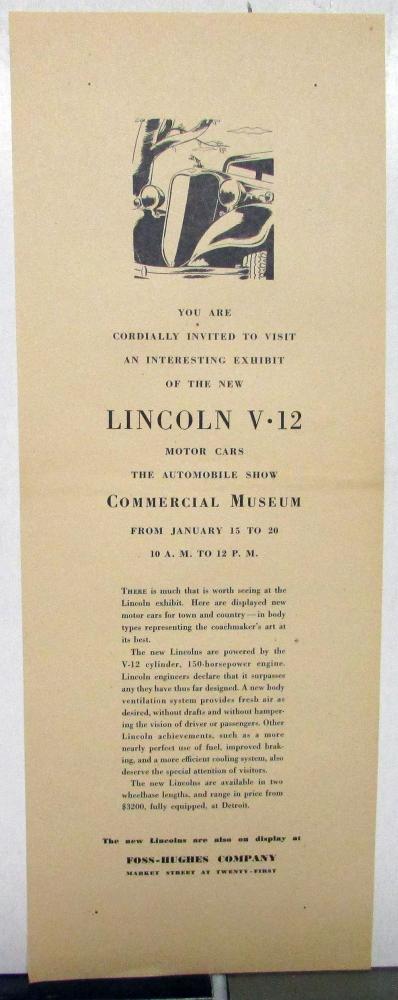 YOU ARE
CORDIALLY INVITED TO VISIT
AN INTERESTING EXHIBIT
OF THE NEW
LINCOLN V·12
MOTOR CARS
THE AUTOMOBILE SHOW
COMMERCIAL MUSEUM
FROM JANUARY 15 TO 20
10 A. M. TO 12 P. M.
THERE is much that is worth seeing at the
Lincoln exhibit. Here are displayed new
motor cars for town and country—in body
types representing the coachmaker's art at
its best.
The new Lincolns are powered by the
V-12 cylinder, 150-horsepower engine.
Lincoln engineers declare that it surpasses
any they have thus far designed. A new body
ventilation system provides fresh air as
desired, without drafts and without hamper-
ing the vision of driver or passengers. Other
Lincoln achievements, such as a more
nearly perfect use of fuel, improved brak-
ing, and a more efficient cooling system, also
deserve the special attention of visitors.
The new Lincolns are available in two
wheelbase lengths, and range in price from
$3200, fully equipped, at Detroit.
The new Lincolns are also on display at
FOSS-HUGHES COMPANY
MARKET STREET AT TWENTY-FIRST